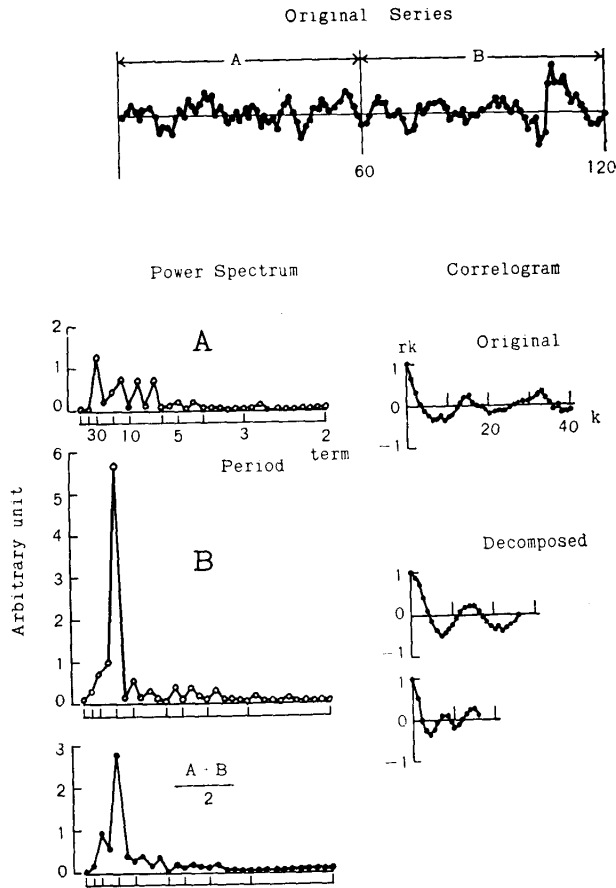 Original Series
A B
60 120
Power Spectrum
2
1
0
A
30 10 5 3 2
Period term
Arbitrary unit
6
5
4
3
2
1
0
B
3
2
1
0
A · B
2
Correlogram
rk Original
1
0
−1
20 40 k
Decomposed
1
0
−1
1
0
−1